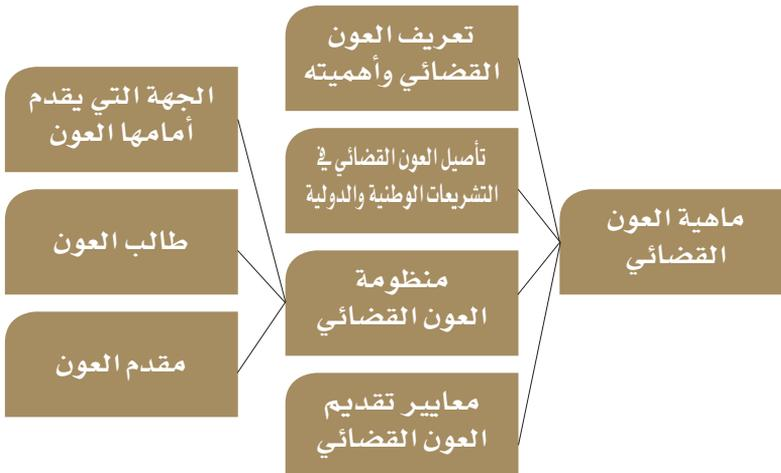 ماهية العون
القضائي
تعريف العون
القضائي وأهميته
تأصيل العون القضائي في
التشريعات الوطنية والدولية
منظومة
العون القضائي
معايير تقديم
العون القضائي
الجهة التي يقدم
أمامها العون
طالب العون
مقدم العون